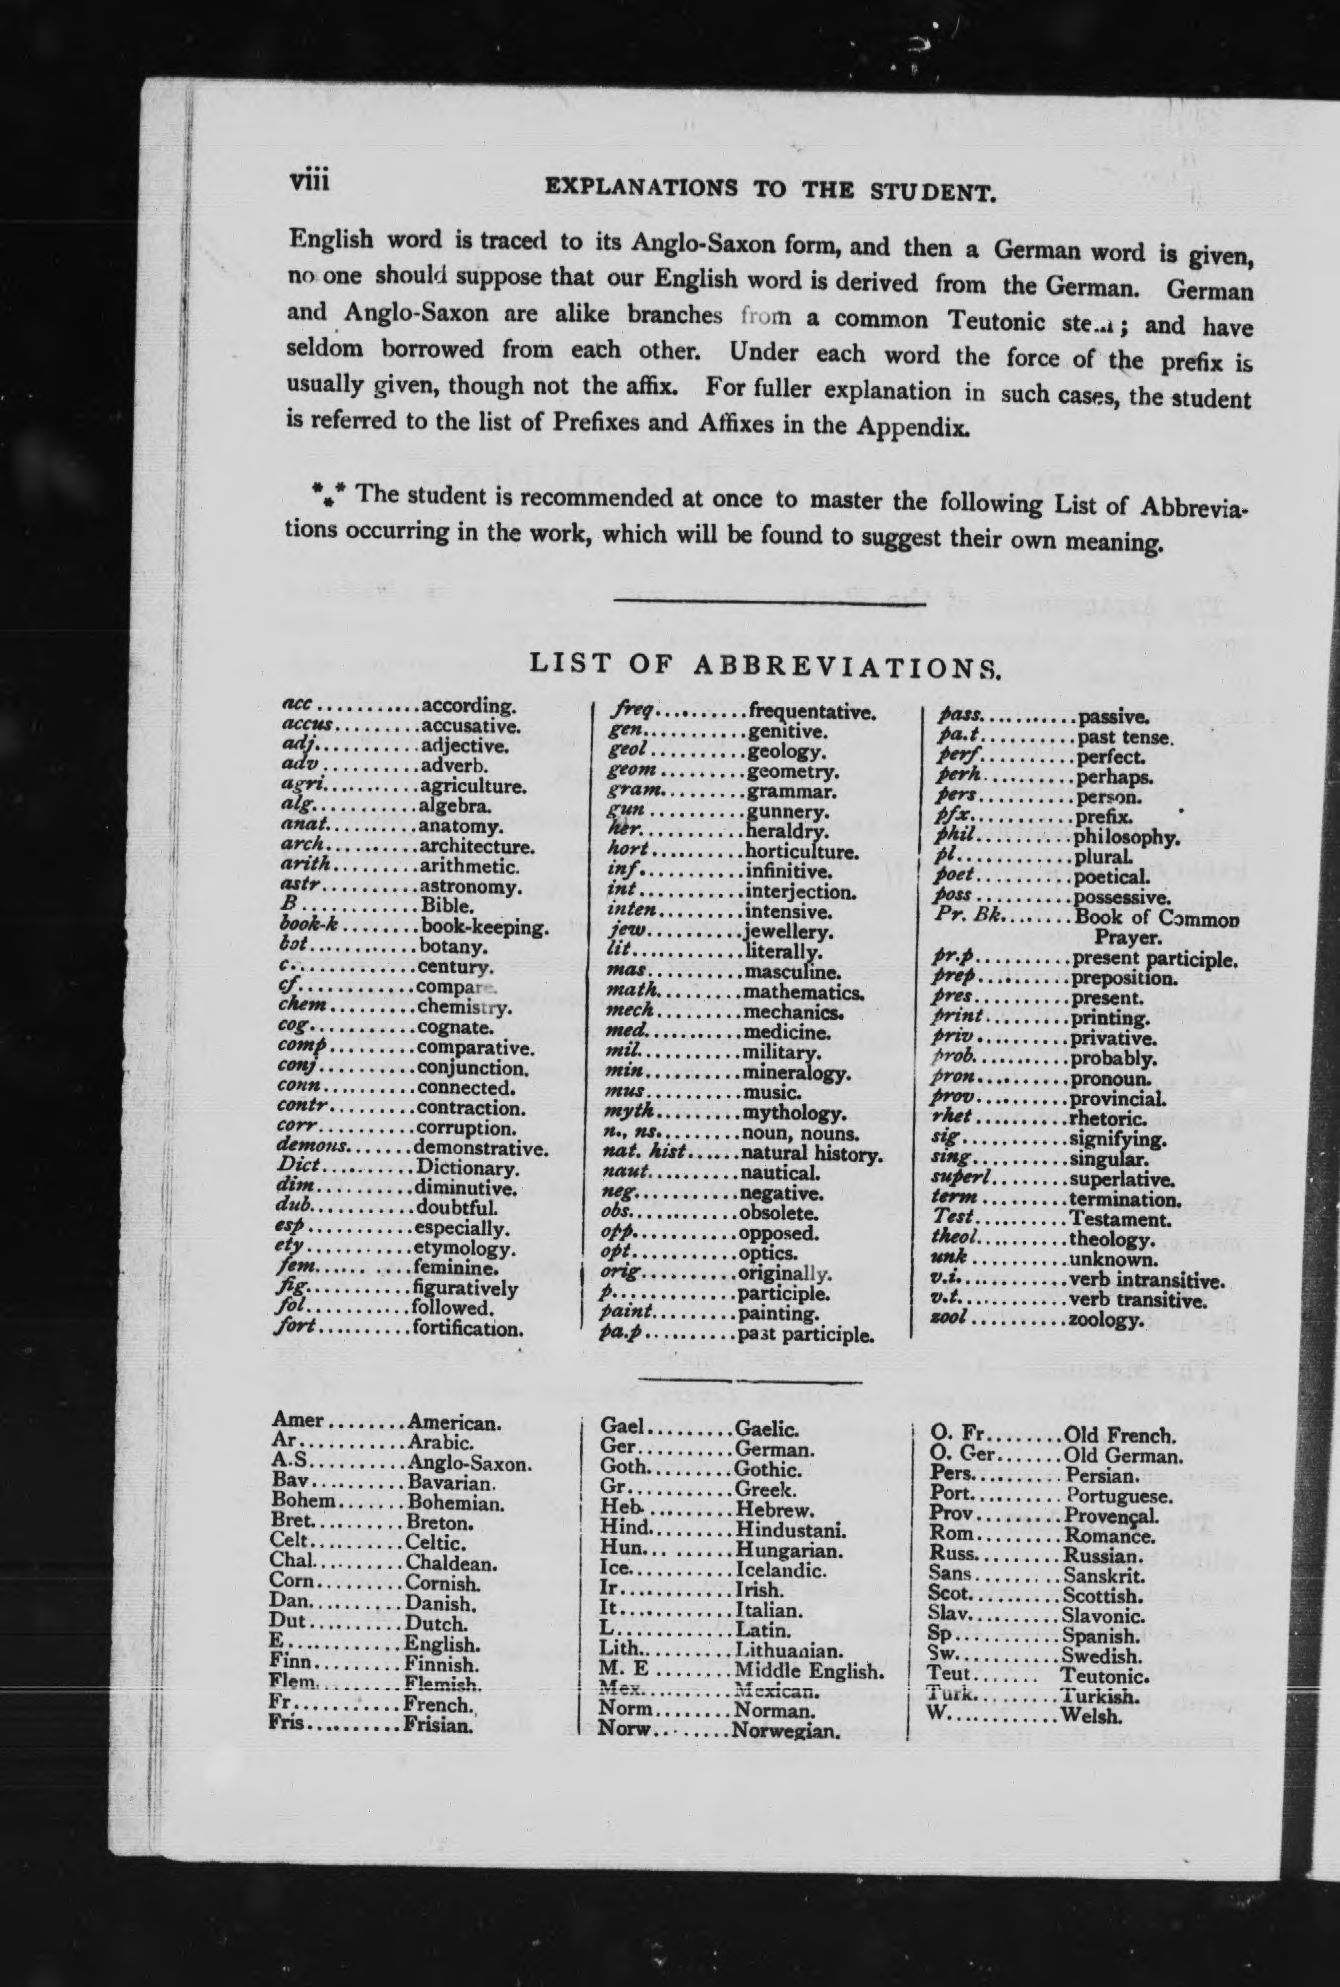 viii
EXPLANATIONS TO THE STUDENT.
English word is traced to its Anglo-Saxon form, and then a German word is given,
no one should suppose that our English word is derived from the German. German
and Anglo-Saxon are alike branches from a common Teutonic ; and have
seldom borrowed from each other. Under each word the force of the prefix is
usually given, though not the affix. For fuller explanation in such cases, the student
is referred to the list of Prefixes and Affixes in the Appendix.
*** The student is recommended at once to master the following List of Abbrevia-
tions occurring in the work, which will be found to suggest their own meaning.
LIST OF ABBREVIATIONS.
acc...........according.
accus.........accusative.
adj...........adjective.
adv..........adverb.
agri..........agriculture.
alg...........algebra.
anat..........anatomy.
arch..........architecture.
arith.........arithmetic.
astr..........astronomy.
B............Bible.
book-k........book-keeping.
bot............botany.
c.............century.
cf............compare.
chem.........chemistry.
cog...........cognate.
comp.........comparative.
conj..........conjunction.
conn..........connected.
contr.........contraction.
corr..........corruption.
demons.......demonstrative.
Dict..........Dictionary.
dim..........diminutive.
dub...........doubtful.
esp...........especially.
ety...........etymology.
fem..........feminine.
fig...........figuratively
fol...........followed.
fort..........fortification.
freq..........frequentative.
gen...........genitive.
geol..........geology.
geom.........geometry.
gram.........grammar.
gun..........gunnery.
her...........heraldry.
hort..........horticulture.
inf...........infinitive.
int...........interjection.
inten.........intensive.
jew..........jewellery.
lit............literally.
mas..........masculine.
math.........mathematics.
mech.........mechanics.
med..........medicine.
mil...........military.
min..........mineralogy.
mus..........music.
myth.........mythology.
n., ns.........noun, nouns.
nat. hist......natural history.
naut..........nautical.
neg...........negative.
obs...........obsolete.
opp...........opposed.
opt...........optics.
orig..........originally.
p.............participle.
paint.........painting.
pa.p..........past participle.
pass...........passive.
pa.t..........past tense.
perf..........perfect.
perh..........perhaps.
pers..........person.
pfx...........prefix.
phil..........philosophy.
pl............plural.
poet..........poetical.
poss..........possessive.
Pr. Bk........Book of Common
Prayer.
pr.p..........present participle.
prep..........preposition.
pres..........present.
print.........printing.
priv..........privative.
prob..........probably.
pron..........pronoun.
prov..........provincial.
rhet..........rhetoric.
sig...........signifying.
sing..........singular.
superl........superlative.
term.........termination.
Test..........Testament.
theol.........theology.
unk..........unknown.
v.i............verb intransitive.
v.t............verb transitive.
zool..........zoology.
Amer........American.
Ar...........Arabic.
A.S..........Anglo-Saxon.
Bav..........Bavarian.
Bohem.......Bohemian.
Bret..........Breton.
Celt..........Celtic.
Chal..........Chaldean.
Corn.........Cornish.
Dan..........Danish.
Dut..........Dutch.
E............English.
Finn.........Finnish.
Flem.........Flemish.
Fr...........French.
Fris..........Frisian.
Gael.........Gaelic.
Ger..........German.
Goth.........Gothic.
Gr...........Greek.
Heb..........Hebrew.
Hind.........Hindustani.
Hun..........Hungarian.
Ice...........Icelandic.
Ir............Irish.
It............Italian.
L............Latin.
Lith..........Lithuanian.
M. E........Middle English.
Mex..........Mexican.
Norm........Norman.
Norw........Norwegian.
O. Fr........Old French.
O. Ger.......Old German.
Pers..........Persian.
Port..........Portuguese.
Prov.........Provençal.
Rom.........Romance.
Russ.........Russian.
Sans.........Sanskrit.
Scot..........Scottish.
Slav..........Slavonic.
Sp...........Spanish.
Sw...........Swedish.
Teut.......Teutonic.
Turk.........Turkish.
W............Welsh.